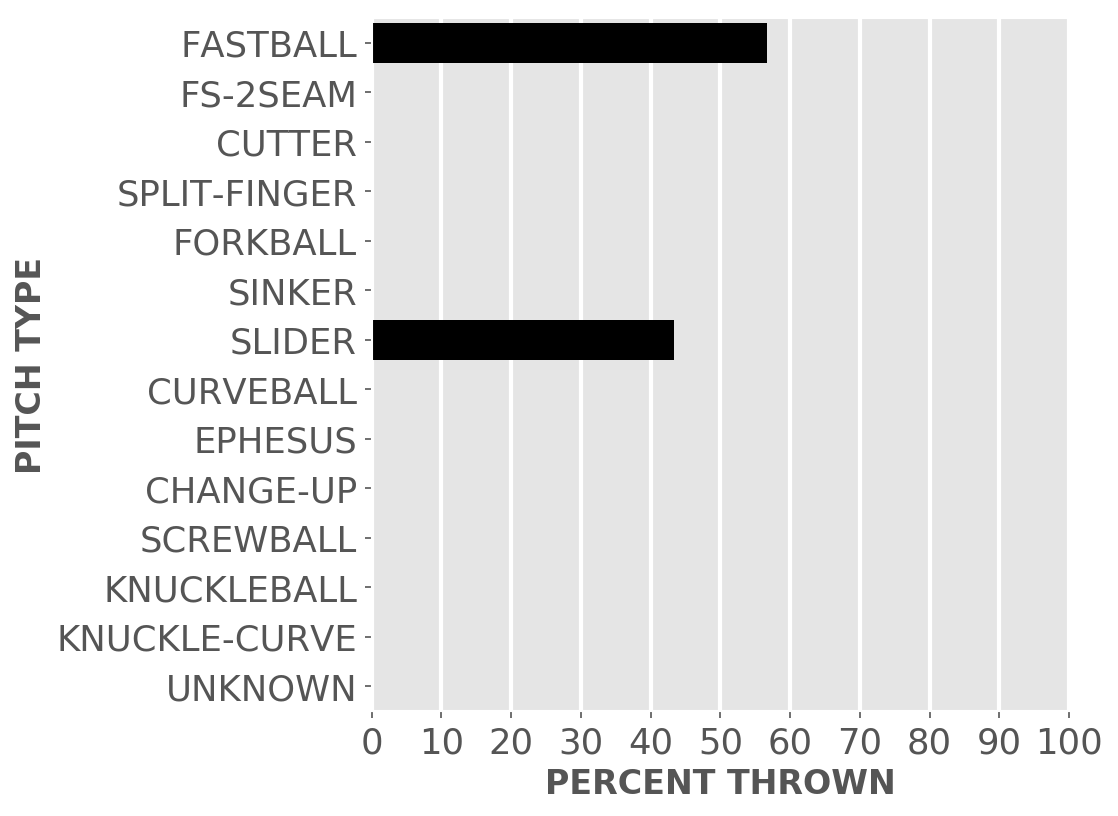 FASTBALL
FS-2SEAM
CUTTER
SPLIT-FINGER
FORKBALL
SINKER
SLIDER
CURVEBALL
EPHESUS
CHANGE-UP
SCREWBALL
KNUCKLEBALL
KNUCKLE-CURVE
UNKNOWN
PITCH TYPE
0 10 20 30 40 50 60 70 80 90 100
PERCENT THROWN